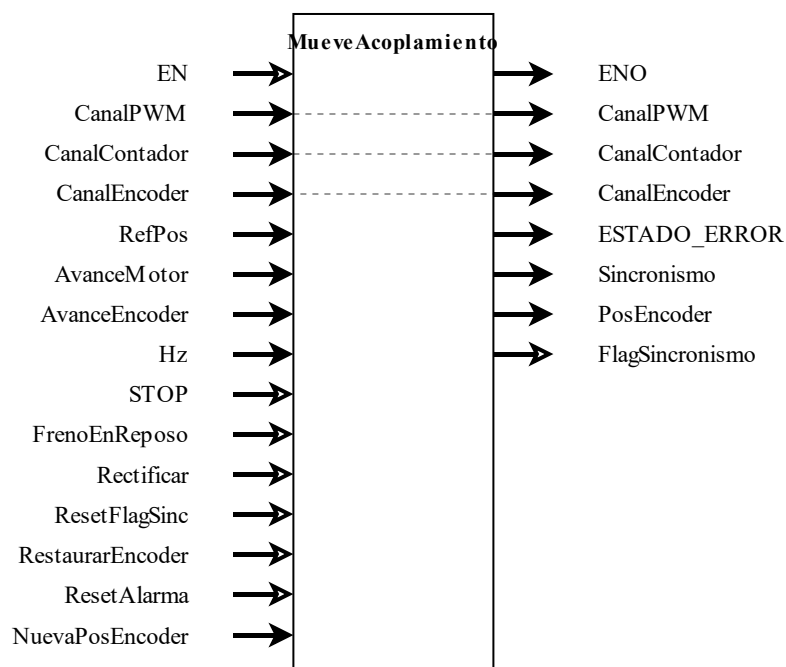 MueveAcoplamiento
EN ENO
CanalPWM CanalPWM
CanalContador CanalContador
CanalEncoder CanalEncoder
RefPos ESTADO_ERROR
AvanceMotor Sincronismo
AvanceEncoder PosEncoder
Hz FlagSincronismo
STOP
FrenoEnReposo
Rectificar
ResetFlagSinc
RestaurarEncoder
ResetAlarma
NuevaPosEncoder